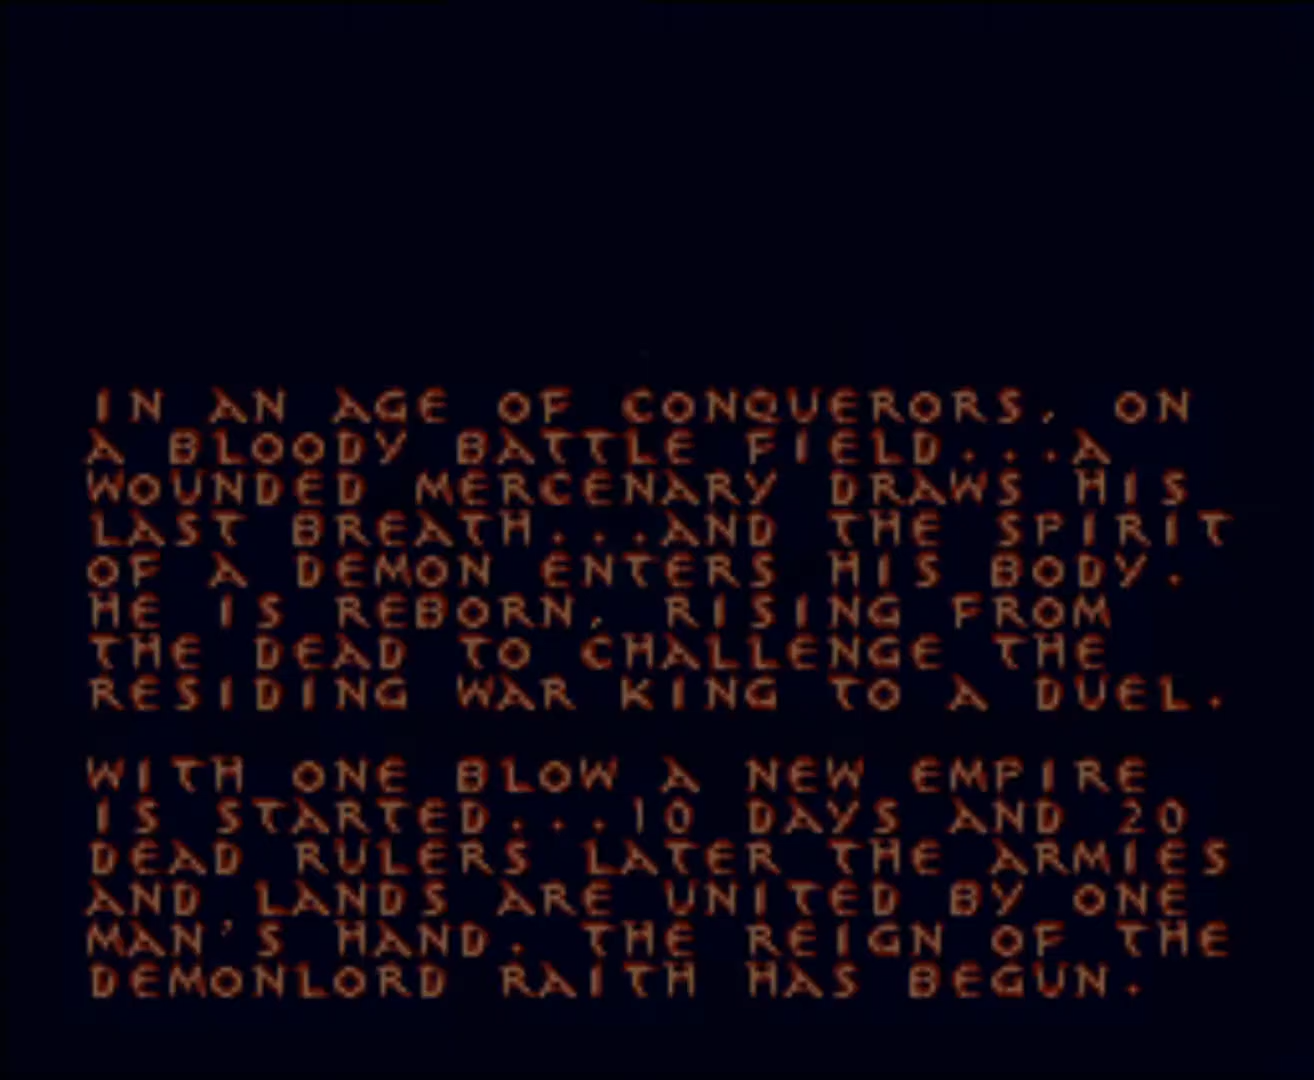 IN AN AGE OF CONQUERORS, ON
A BLOODY BATTLE FIELD...A
WOUNDED MERCENARY DRAWS HIS
LAST BREATH...AND THE SPIRIT
OF A DEMON ENTERS HIS BODY.
HE IS REBORN, RISING FROM
THE DEAD TO CHALLENGE THE
RESIDING WAR KING TO A DUEL.
WITH ONE BLOW A NEW EMPIRE
IS STARTED...10 DAYS AND 20
DEAD RULERS LATER THE ARMIES
AND LANDS ARE UNITED BY ONE
MAN'S HAND. THE REIGN OF THE
DEMONLORD RAITH HAS BEGUN.